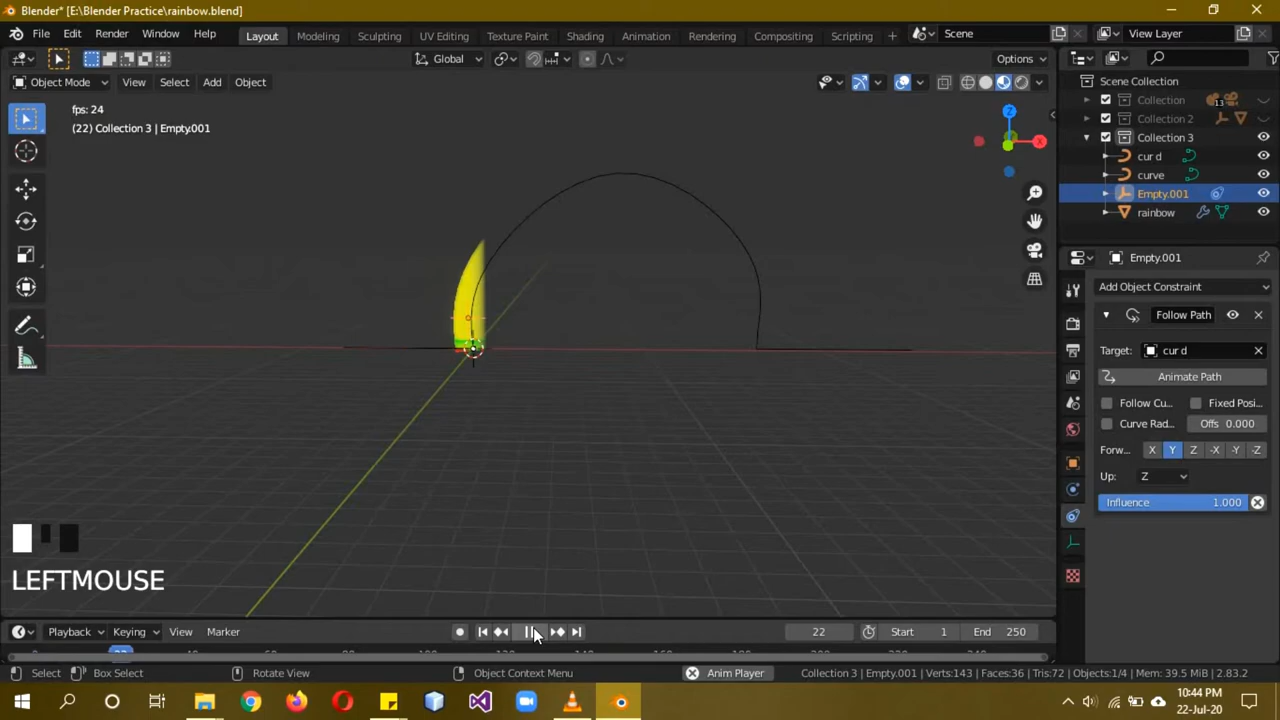 Blender* [E:\Blender Practice\rainbow.blend]
File Edit Render Window Help Layout Modeling Sculpting UV Editing Texture Paint Shading Animation Rendering Compositing Scripting + Scene View Layer
Global Options
Object Mode View Select Add Object
Scene Collection
Collection 13
Collection 2
Collection 3
cur d
curve
Empty.001
rainbow
fps: 24
(22) Collection 3 | Empty.001
Z
X
Empty.001
Add Object Constraint
Follow Path
Target: cur d
Animate Path
Follow Cu... Fixed Posi...
Curve Rad... Offs 0.000
Forw... X Y Z -X -Y -Z
Up: Z
Influence 1.000
LEFTMOUSE
Playback Keying View Marker 22 Start 1 End 250
Select Box Select Rotate View Object Context Menu Anim Player Collection 3 | Empty.001 | Verts:143 | Faces:36 | Tris:72 | Objects:1/4 | Mem: 39.5 MiB | 2.83.2
10:44 PM
22-Jul-20